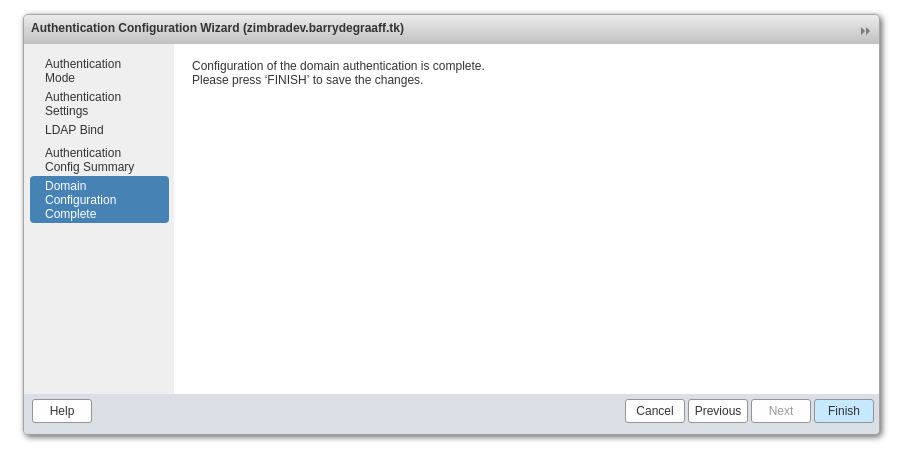 Authentication Configuration Wizard (zimbradev.barrydegraaff.tk)
Authentication
Mode
Authentication
Settings
LDAP Bind
Authentication
Config Summary
Domain
Configuration
Complete
Configuration of the domain authentication is complete.
Please press ‘FINISH’ to save the changes.
Help
Cancel
Previous
Next
Finish